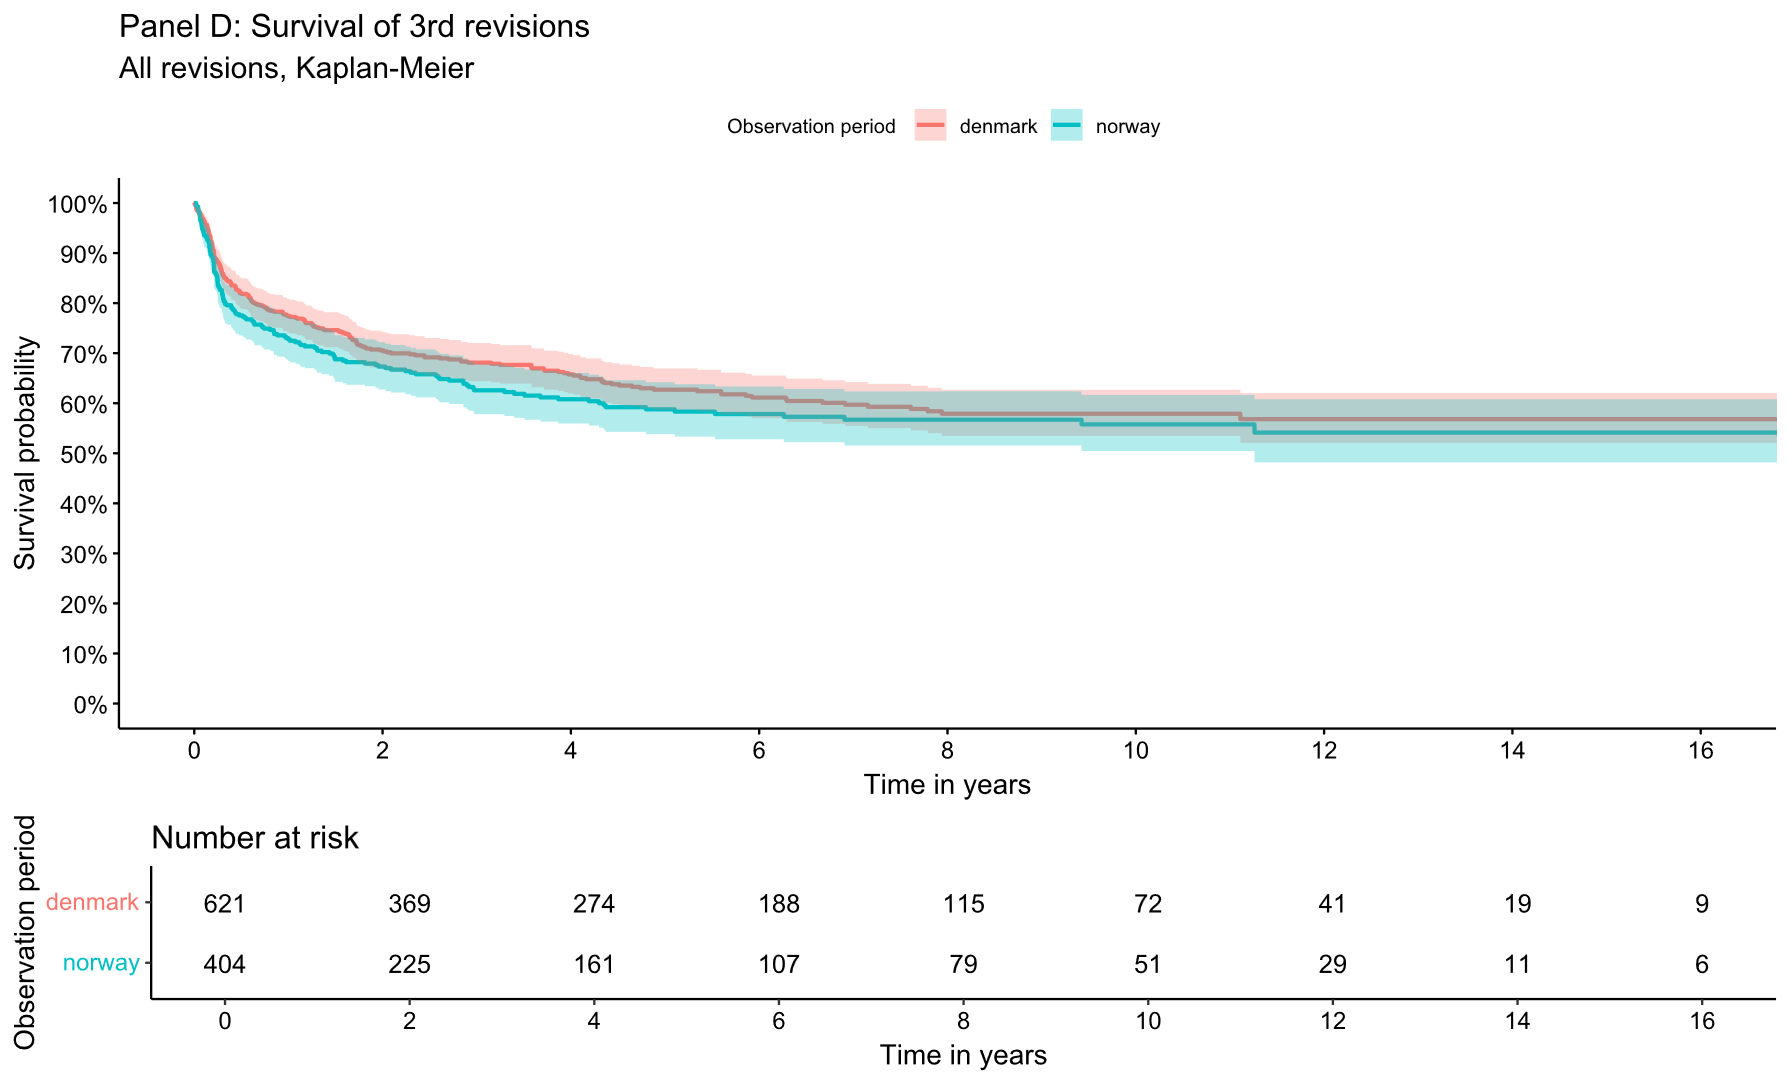 Panel D: Survival of 3rd revisions
All revisions, Kaplan-Meier
Observation period denmark norway
Survival probability
100%
90%
80%
70%
60%
50%
40%
30%
20%
10%
0%
0 2 4 6 8 10 12 14 16
Time in years
Number at risk
Observation period
denmark 621 369 274 188 115 72 41 19 9
norway 404 225 161 107 79 51 29 11 6
0 2 4 6 8 10 12 14 16
Time in years